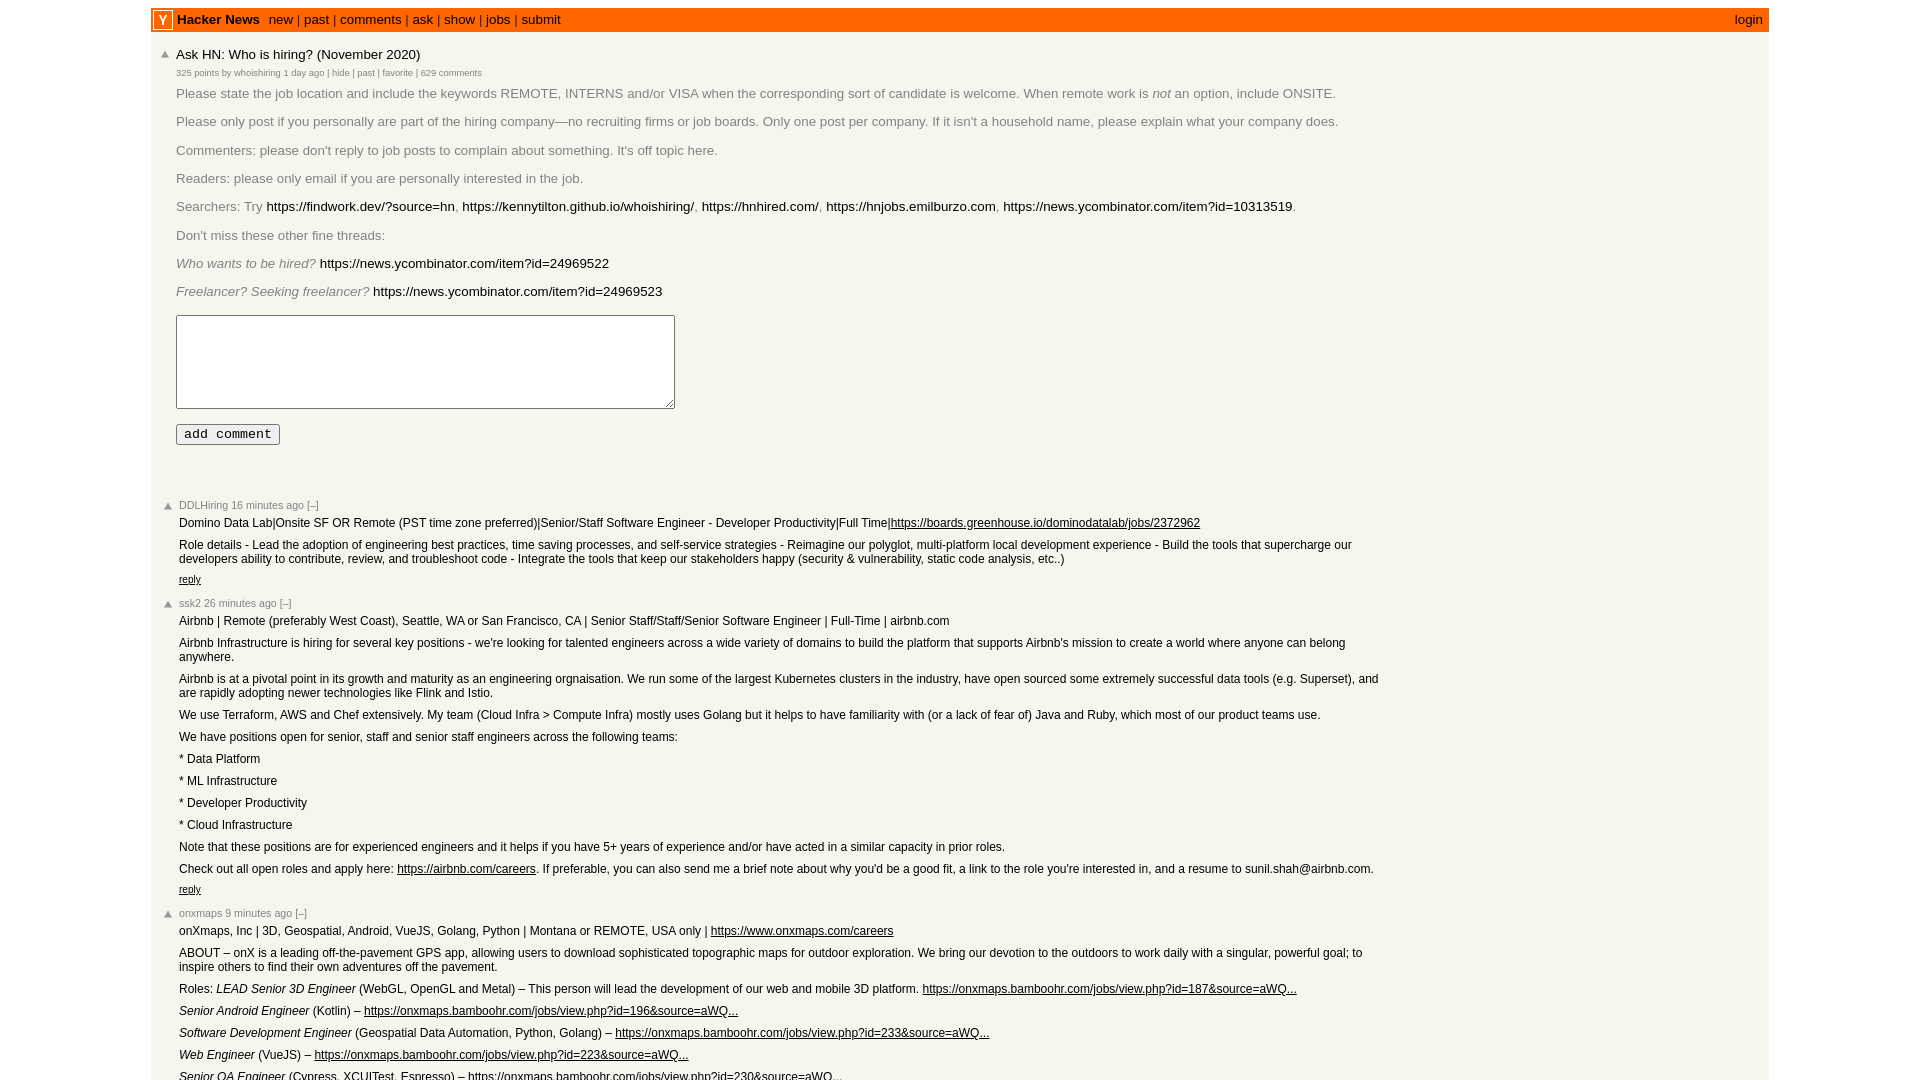 Y Hacker News new | past | comments | ask | show | jobs | submit login
Ask HN: Who is hiring? (November 2020)
325 points by whoishiring 1 day ago | hide | past | favorite | 629 comments
Please state the job location and include the keywords REMOTE, INTERNS and/or VISA when the corresponding sort of candidate is welcome. When remote work is not an option, include ONSITE.
Please only post if you personally are part of the hiring company—no recruiting firms or job boards. Only one post per company. If it isn't a household name, please explain what your company does.
Commenters: please don't reply to job posts to complain about something. It's off topic here.
Readers: please only email if you are personally interested in the job.
Searchers: Try https://findwork.dev/?source=hn, https://kennytilton.github.io/whoishiring/, https://hnhired.com/, https://hnjobs.emilburzo.com, https://news.ycombinator.com/item?id=10313519.
Don't miss these other fine threads:
Who wants to be hired? https://news.ycombinator.com/item?id=24969522
Freelancer? Seeking freelancer? https://news.ycombinator.com/item?id=24969523
add comment
DDLHiring 16 minutes ago [–]
Domino Data Lab|Onsite SF OR Remote (PST time zone preferred)|Senior/Staff Software Engineer - Developer Productivity|Full Time|https://boards.greenhouse.io/dominodatalab/jobs/2372962
Role details - Lead the adoption of engineering best practices, time saving processes, and self-service strategies - Reimagine our polyglot, multi-platform local development experience - Build the tools that supercharge our
developers ability to contribute, review, and troubleshoot code - Integrate the tools that keep our stakeholders happy (security & vulnerability, static code analysis, etc..)
reply
ssk2 26 minutes ago [–]
Airbnb | Remote (preferably West Coast), Seattle, WA or San Francisco, CA | Senior Staff/Staff/Senior Software Engineer | Full-Time | airbnb.com
Airbnb Infrastructure is hiring for several key positions - we're looking for talented engineers across a wide variety of domains to build the platform that supports Airbnb's mission to create a world where anyone can belong
anywhere.
Airbnb is at a pivotal point in its growth and maturity as an engineering orgnaisation. We run some of the largest Kubernetes clusters in the industry, have open sourced some extremely successful data tools (e.g. Superset), and
are rapidly adopting newer technologies like Flink and Istio.
We use Terraform, AWS and Chef extensively. My team (Cloud Infra > Compute Infra) mostly uses Golang but it helps to have familiarity with (or a lack of fear of) Java and Ruby, which most of our product teams use.
We have positions open for senior, staff and senior staff engineers across the following teams:
* Data Platform
* ML Infrastructure
* Developer Productivity
* Cloud Infrastructure
Note that these positions are for experienced engineers and it helps if you have 5+ years of experience and/or have acted in a similar capacity in prior roles.
Check out all open roles and apply here: https://airbnb.com/careers. If preferable, you can also send me a brief note about why you'd be a good fit, a link to the role you're interested in, and a resume to sunil.shah@airbnb.com.
reply
onxmaps 9 minutes ago [–]
onXmaps, Inc | 3D, Geospatial, Android, VueJS, Golang, Python | Montana or REMOTE, USA only | https://www.onxmaps.com/careers
ABOUT – onX is a leading off-the-pavement GPS app, allowing users to download sophisticated topographic maps for outdoor exploration. We bring our devotion to the outdoors to work daily with a singular, powerful goal; to
inspire others to find their own adventures off the pavement.
Roles: LEAD Senior 3D Engineer (WebGL, OpenGL and Metal) – This person will lead the development of our web and mobile 3D platform. https://onxmaps.bamboohr.com/jobs/view.php?id=187&source=aWQ...
Senior Android Engineer (Kotlin) – https://onxmaps.bamboohr.com/jobs/view.php?id=196&source=aWQ...
Software Development Engineer (Geospatial Data Automation, Python, Golang) – https://onxmaps.bamboohr.com/jobs/view.php?id=233&source=aWQ...
Web Engineer (VueJS) – https://onxmaps.bamboohr.com/jobs/view.php?id=223&source=aWQ...
Senior QA Engineer (Cypress, XCUITest, Espresso) – https://onxmaps.bamboohr.com/jobs/view.php?id=230&source=aWQ...